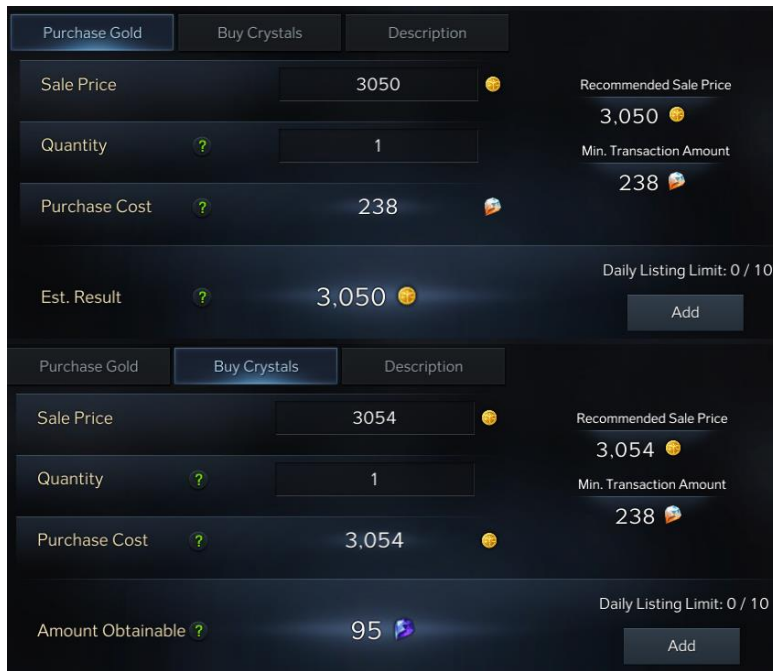 Purchase Gold Buy Crystals Description
Sale Price 3050 Recommended Sale Price
3,050
Quantity ? 1 Min. Transaction Amount
238
Purchase Cost ? 238
Daily Listing Limit: 0 / 10
Est. Result ? 3,050 Add
Purchase Gold Buy Crystals Description
Sale Price 3054 Recommended Sale Price
3,054
Quantity ? 1 Min. Transaction Amount
238
Purchase Cost ? 3,054
Daily Listing Limit: 0 / 10
Amount Obtainable ? 95 Add